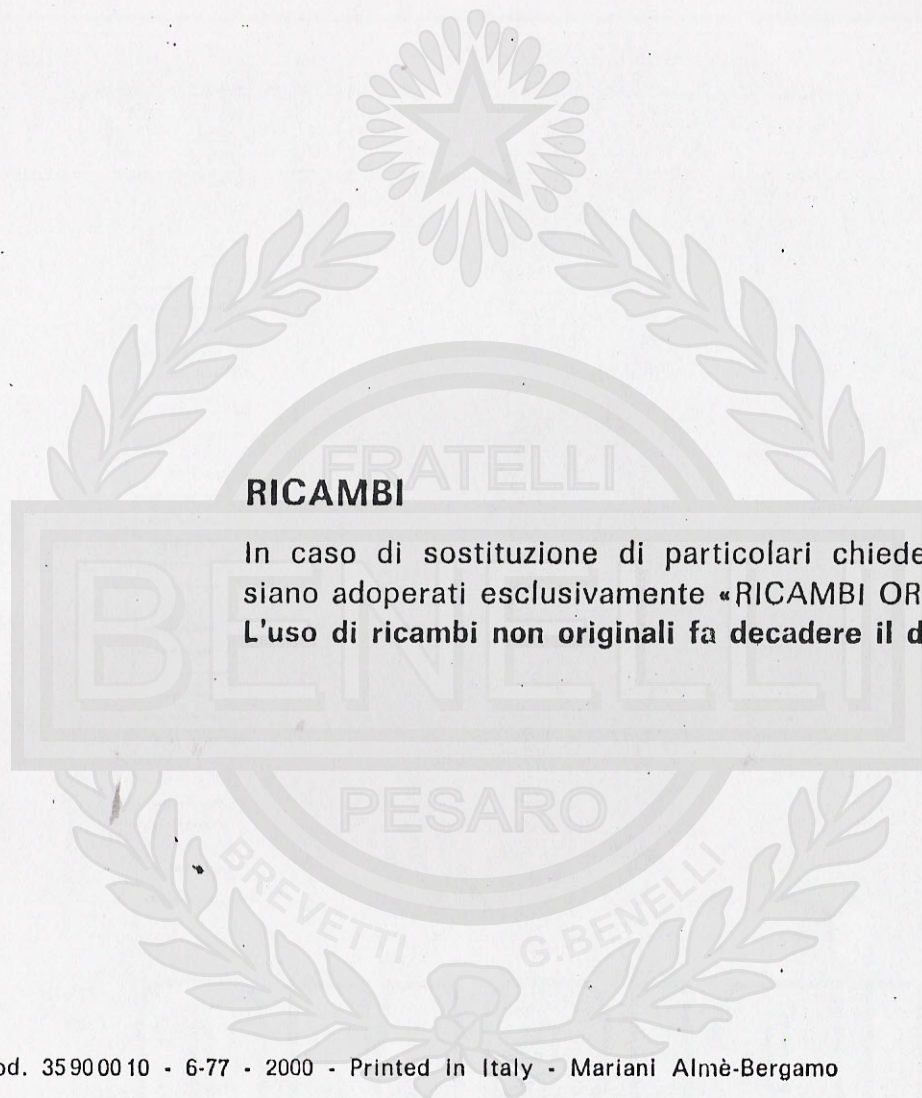 FRATELLI
RICAMBI
In caso di sostituzione di particolari chiede
siano adoperati esclusivamente «RICAMBI OR
L'uso di ricambi non originali fa decadere il d
BENELLI
PESARO
BREVETTI G.BENELLI
od. 35900010 - 6-77 - 2000 - Printed in Italy - Mariani Almè-Bergamo